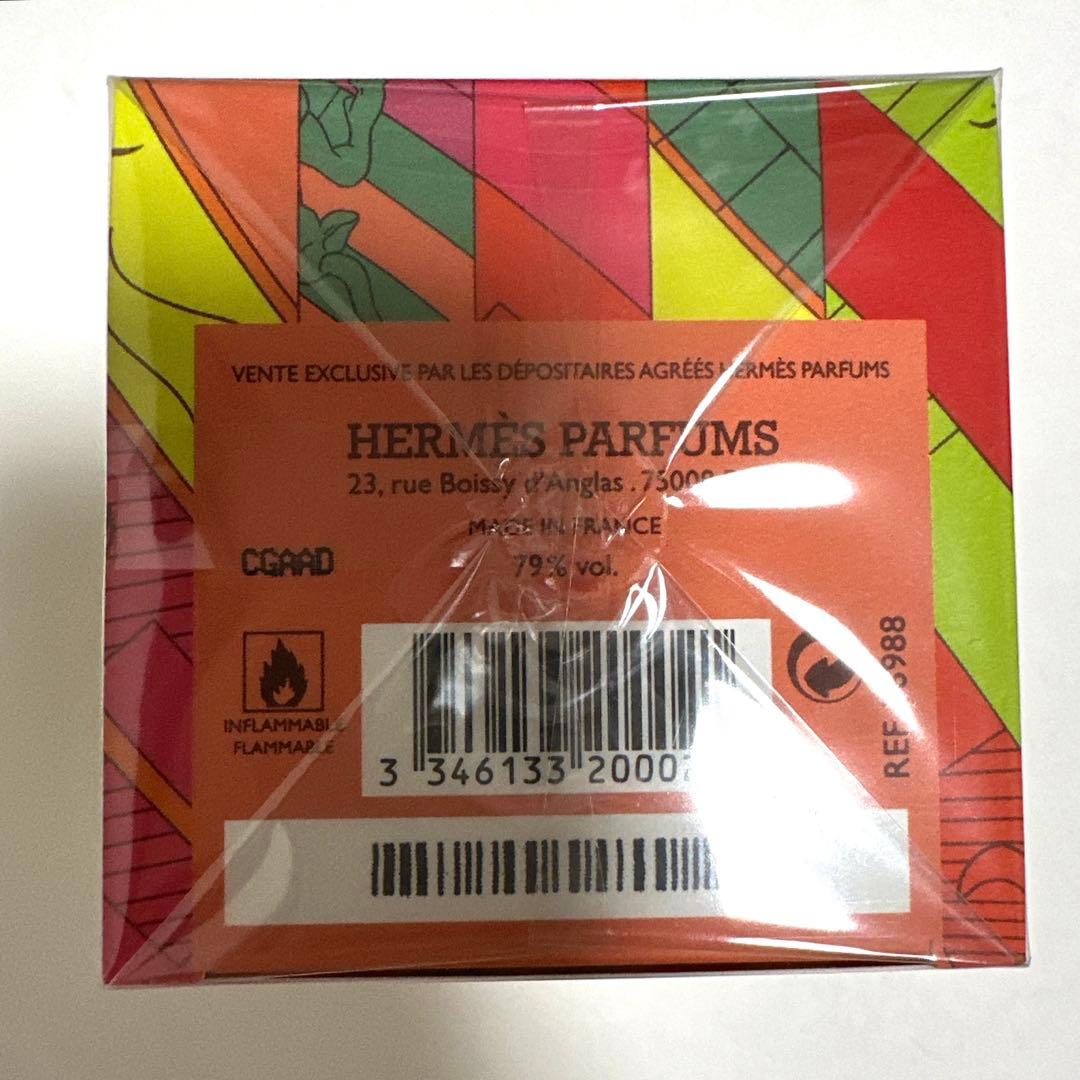 VENTE EXCLUSIVE PAR LES DÉPOSITAIRES AGRÉÉS HERMÈS PARFUMS
HERMÈS PARFUMS
23, rue Boissy d'Anglas . 75008
MADE IN FRANCE
79% vol.
CGAAD
INFLAMMABLE
FLAMMABLE
3 346133
REF